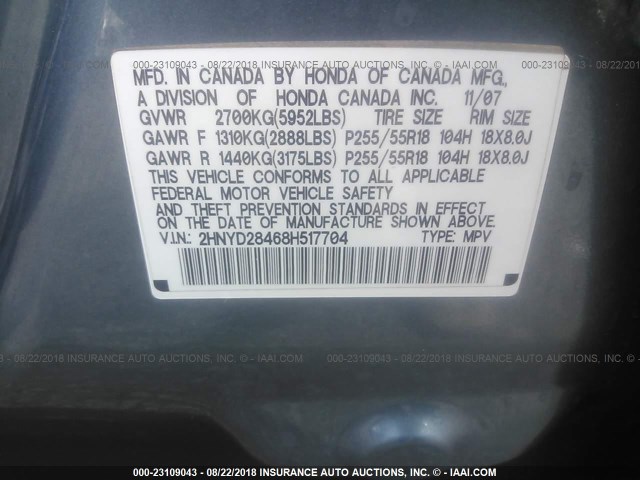 000-23109043 - 08/22/2018 INSURANCE AUTO AUCTIONS, INC. - © IAAI.COM
MFD. IN CANADA BY HONDA OF CANADA MFG.,
A DIVISION OF HONDA CANADA INC. 11/07
GVWR 2700KG(5952LBS) TIRE SIZE RIM SIZE
GAWR F 1310KG(2888LBS) P255/55R18 104H 18X8.0J
GAWR R 1440KG(3175LBS) P255/55R18 104H 18X8.0J
THIS VEHICLE CONFORMS TO ALL APPLICABLE
FEDERAL MOTOR VEHICLE SAFETY
AND THEFT PREVENTION STANDARDS IN EFFECT
ON THE DATE OF MANUFACTURE SHOWN ABOVE.
V.I.N.: 2HNYD28468H517704 TYPE: MPV
000-23109043 - 08/22/2018 INSURANCE AUTO AUCTIONS, INC. - © IAAI.COM
000-23109043 - 08/22/2018 INSURANCE AUTO AUCTIONS, INC. - © IAAI.COM